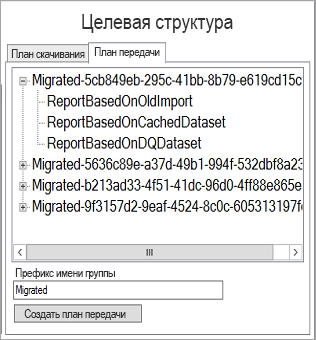 Целевая структура
План скачивания План передачи
Migrated-5cb849eb-295c-41bb-8b79-e619cd15c
ReportBasedOnOldImport
ReportBasedOnCachedDataset
ReportBasedOnDQDataset
Migrated-5636c89e-a37d-49b1-994f-532dbf8a23
Migrated-b213ad33-4f51-41dc-96d0-4ff88e865e
Migrated-9f3157d2-9eaf-4524-8c0c-605313197f
Префикс имени группы
Migrated
Создать план передачи